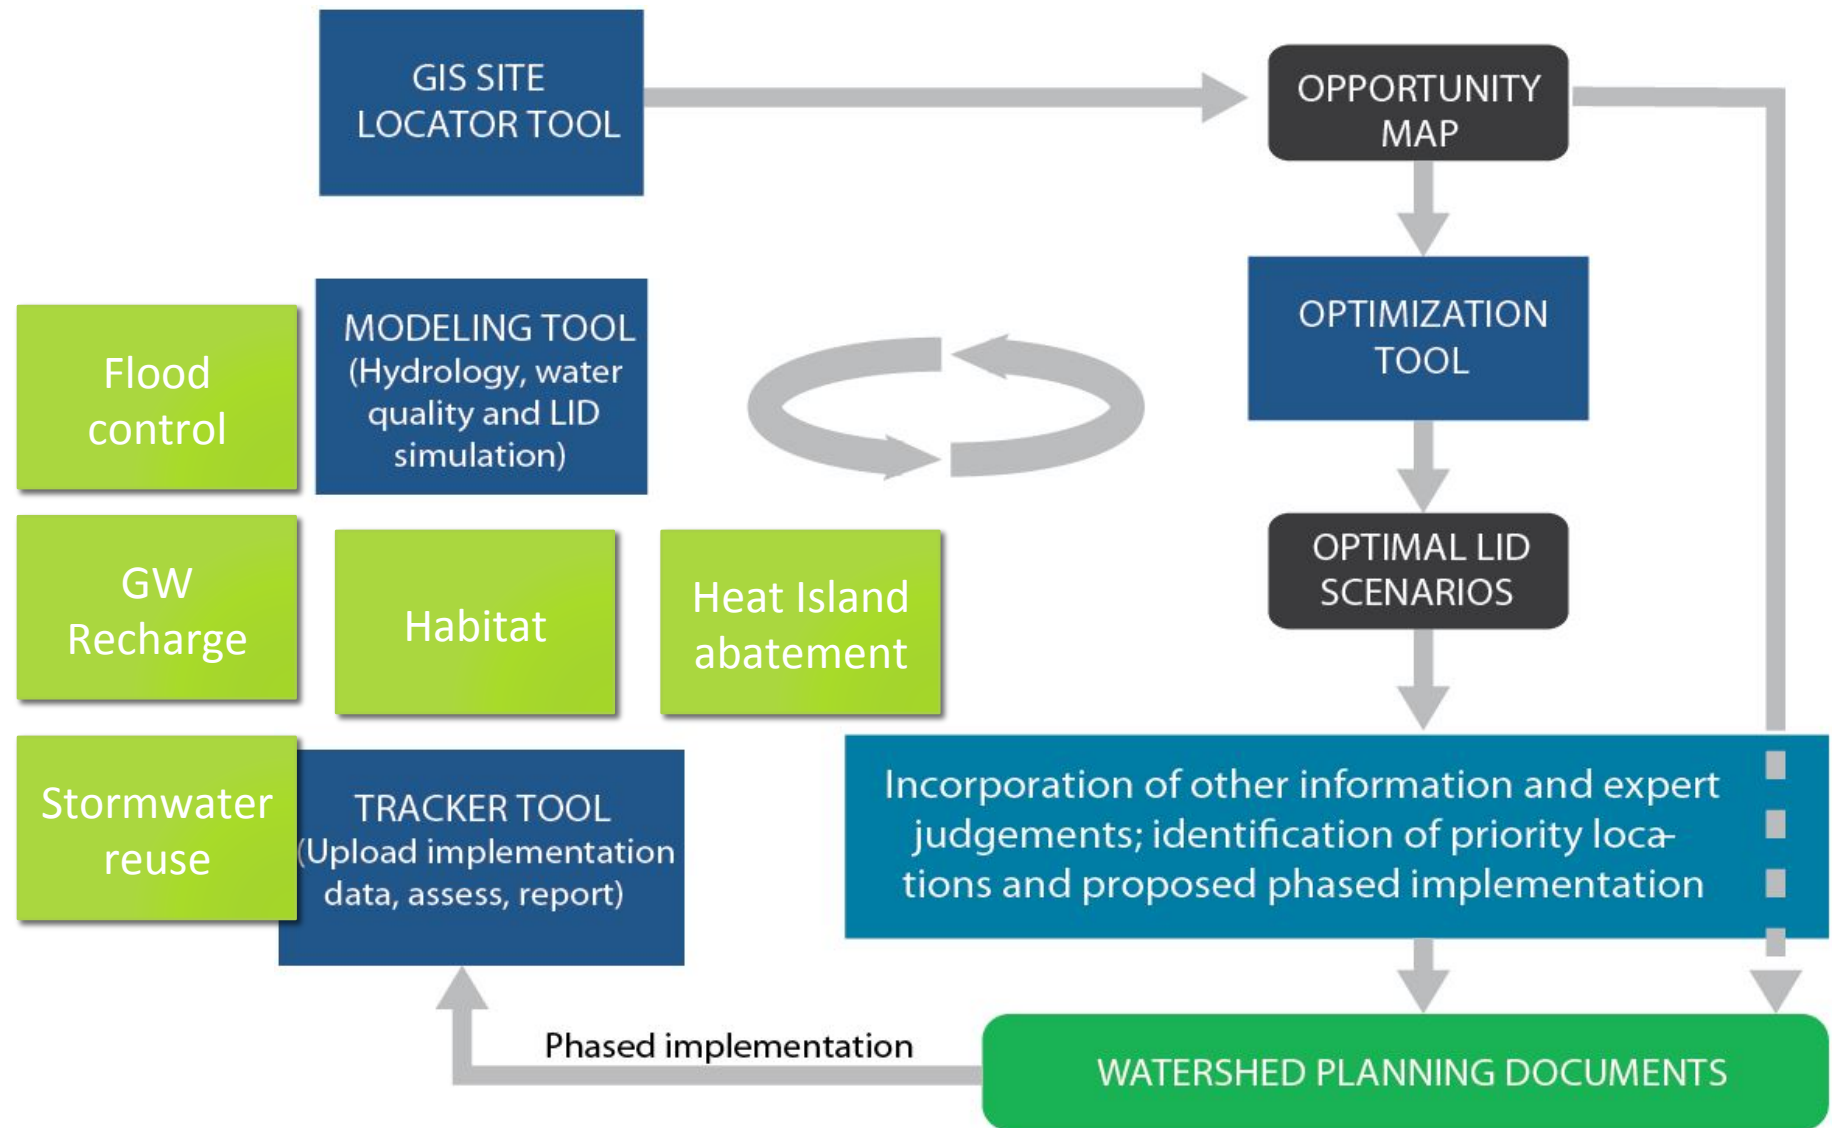 GIS SITE
LOCATOR TOOL
OPPORTUNITY
MAP
MODELING TOOL
(Hydrology, water
quality and LID
simulation)
OPTIMIZATION
TOOL
Flood
control
GW
Recharge
Habitat
Heat Island
abatement
OPTIMAL LID
SCENARIOS
Stormwater
reuse
TRACKER TOOL
(Upload implementation
data, assess, report)
Incorporation of other information and expert
judgements; identification of priority loca-
tions and proposed phased implementation
Phased implementation
WATERSHED PLANNING DOCUMENTS